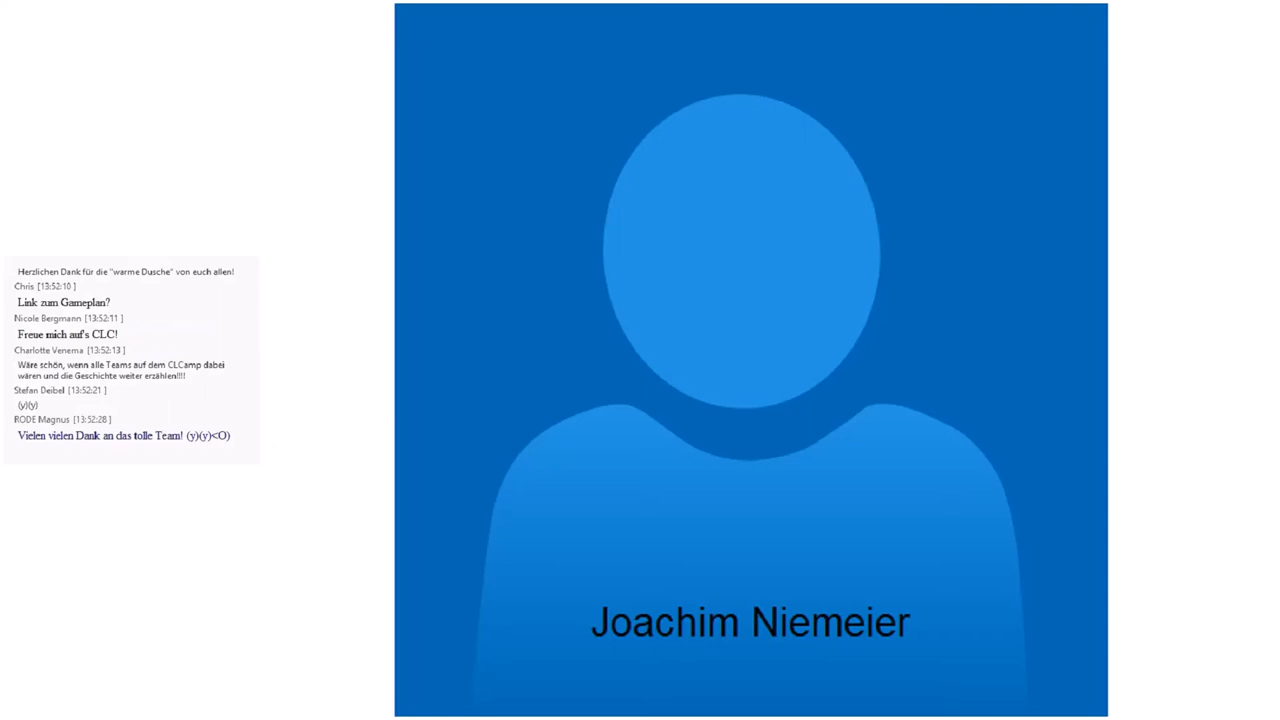 Herzlichen Dank für die "warme Dusche" von euch allen!
Chris [13:52:10 ]
Link zum Gameplan?
Nicole Bergmann [13:52:11 ]
Freue mich auf's CLC!
Charlotte Venema [13:52:13 ]
Wäre schön, wenn alle Teams auf dem CLCamp dabei
wären und die Geschichte weiter erzählen!!!!
Stefan Deibel [13:52:21 ]
(y)(y)
RODE Magnus [13:52:28 ]
Vielen vielen Dank an das tolle Team! (y)(y)<O)
Joachim Niemeier